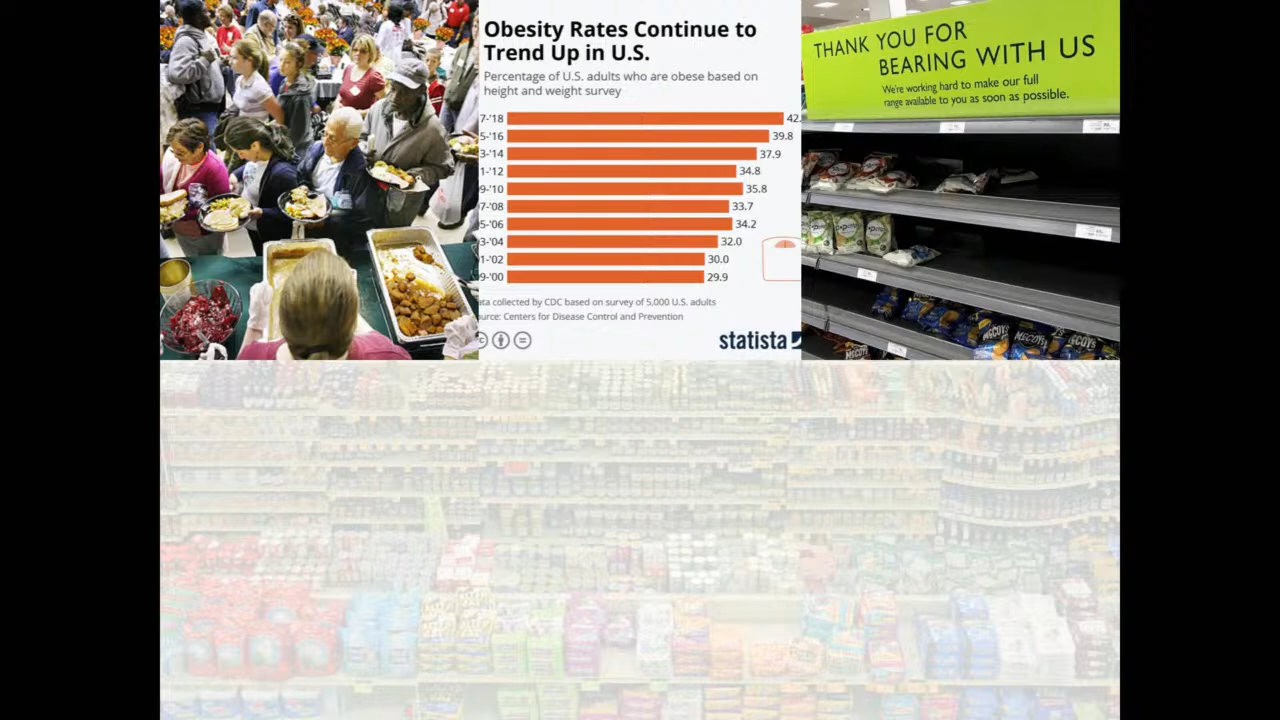 Obesity Rates Continue to
Trend Up in U.S.
Percentage of U.S. adults who are obese based on
height and weight survey
7-'18 42.
5-'16 39.8
3-'14 37.9
1-'12 34.8
9-'10 35.8
7-'08 33.7
5-'06 34.2
3-'04 32.0
1-'02 30.0
9-'00 29.9
ata collected by CDC based on survey of 5,000 U.S. adults
ource: Centers for Disease Control and Prevention
statista
THANK YOU FOR
BEARING WITH US
We're working hard to make our full
range available to you as soon as possible.
McCOYS
McCOYS
McCOYS